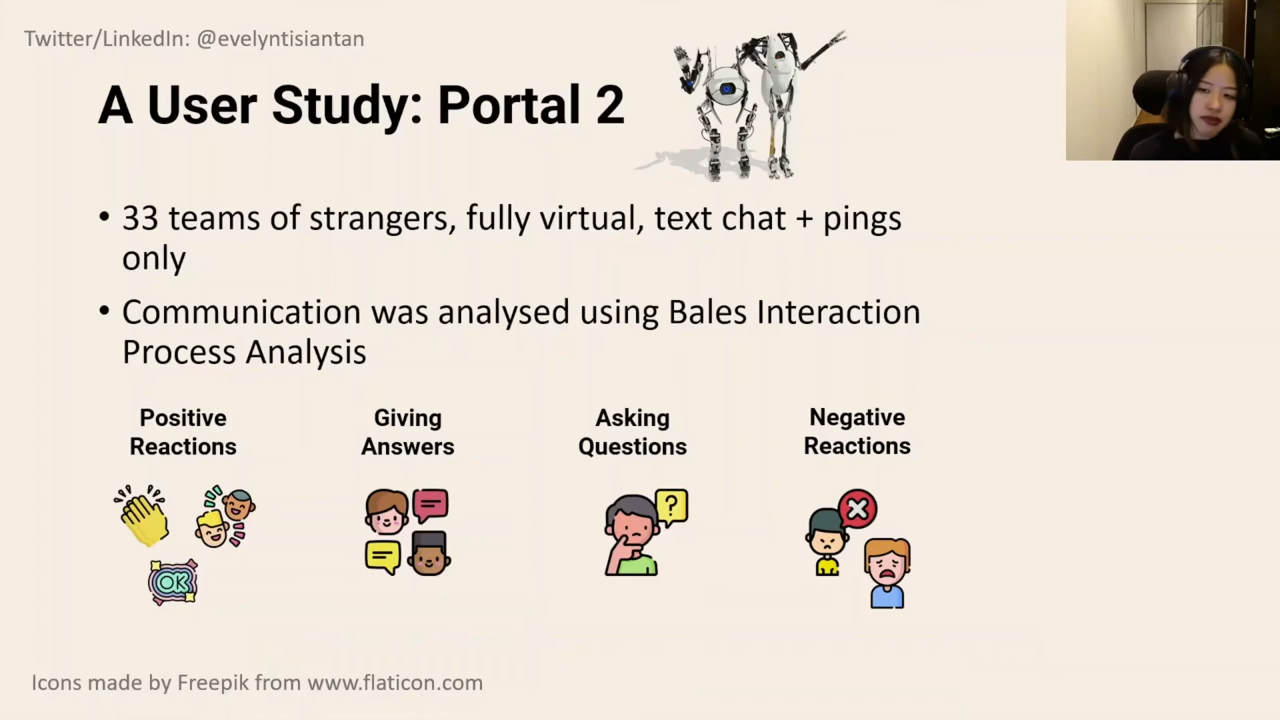 Twitter/LinkedIn: @evelyntisiantan
A User Study: Portal 2
• 33 teams of strangers, fully virtual, text chat + pings
only
• Communication was analysed using Bales Interaction
Process Analysis
Positive
Reactions
Giving
Answers
Asking
Questions
Negative
Reactions
OK
?
Icons made by Freepik from www.flaticon.com